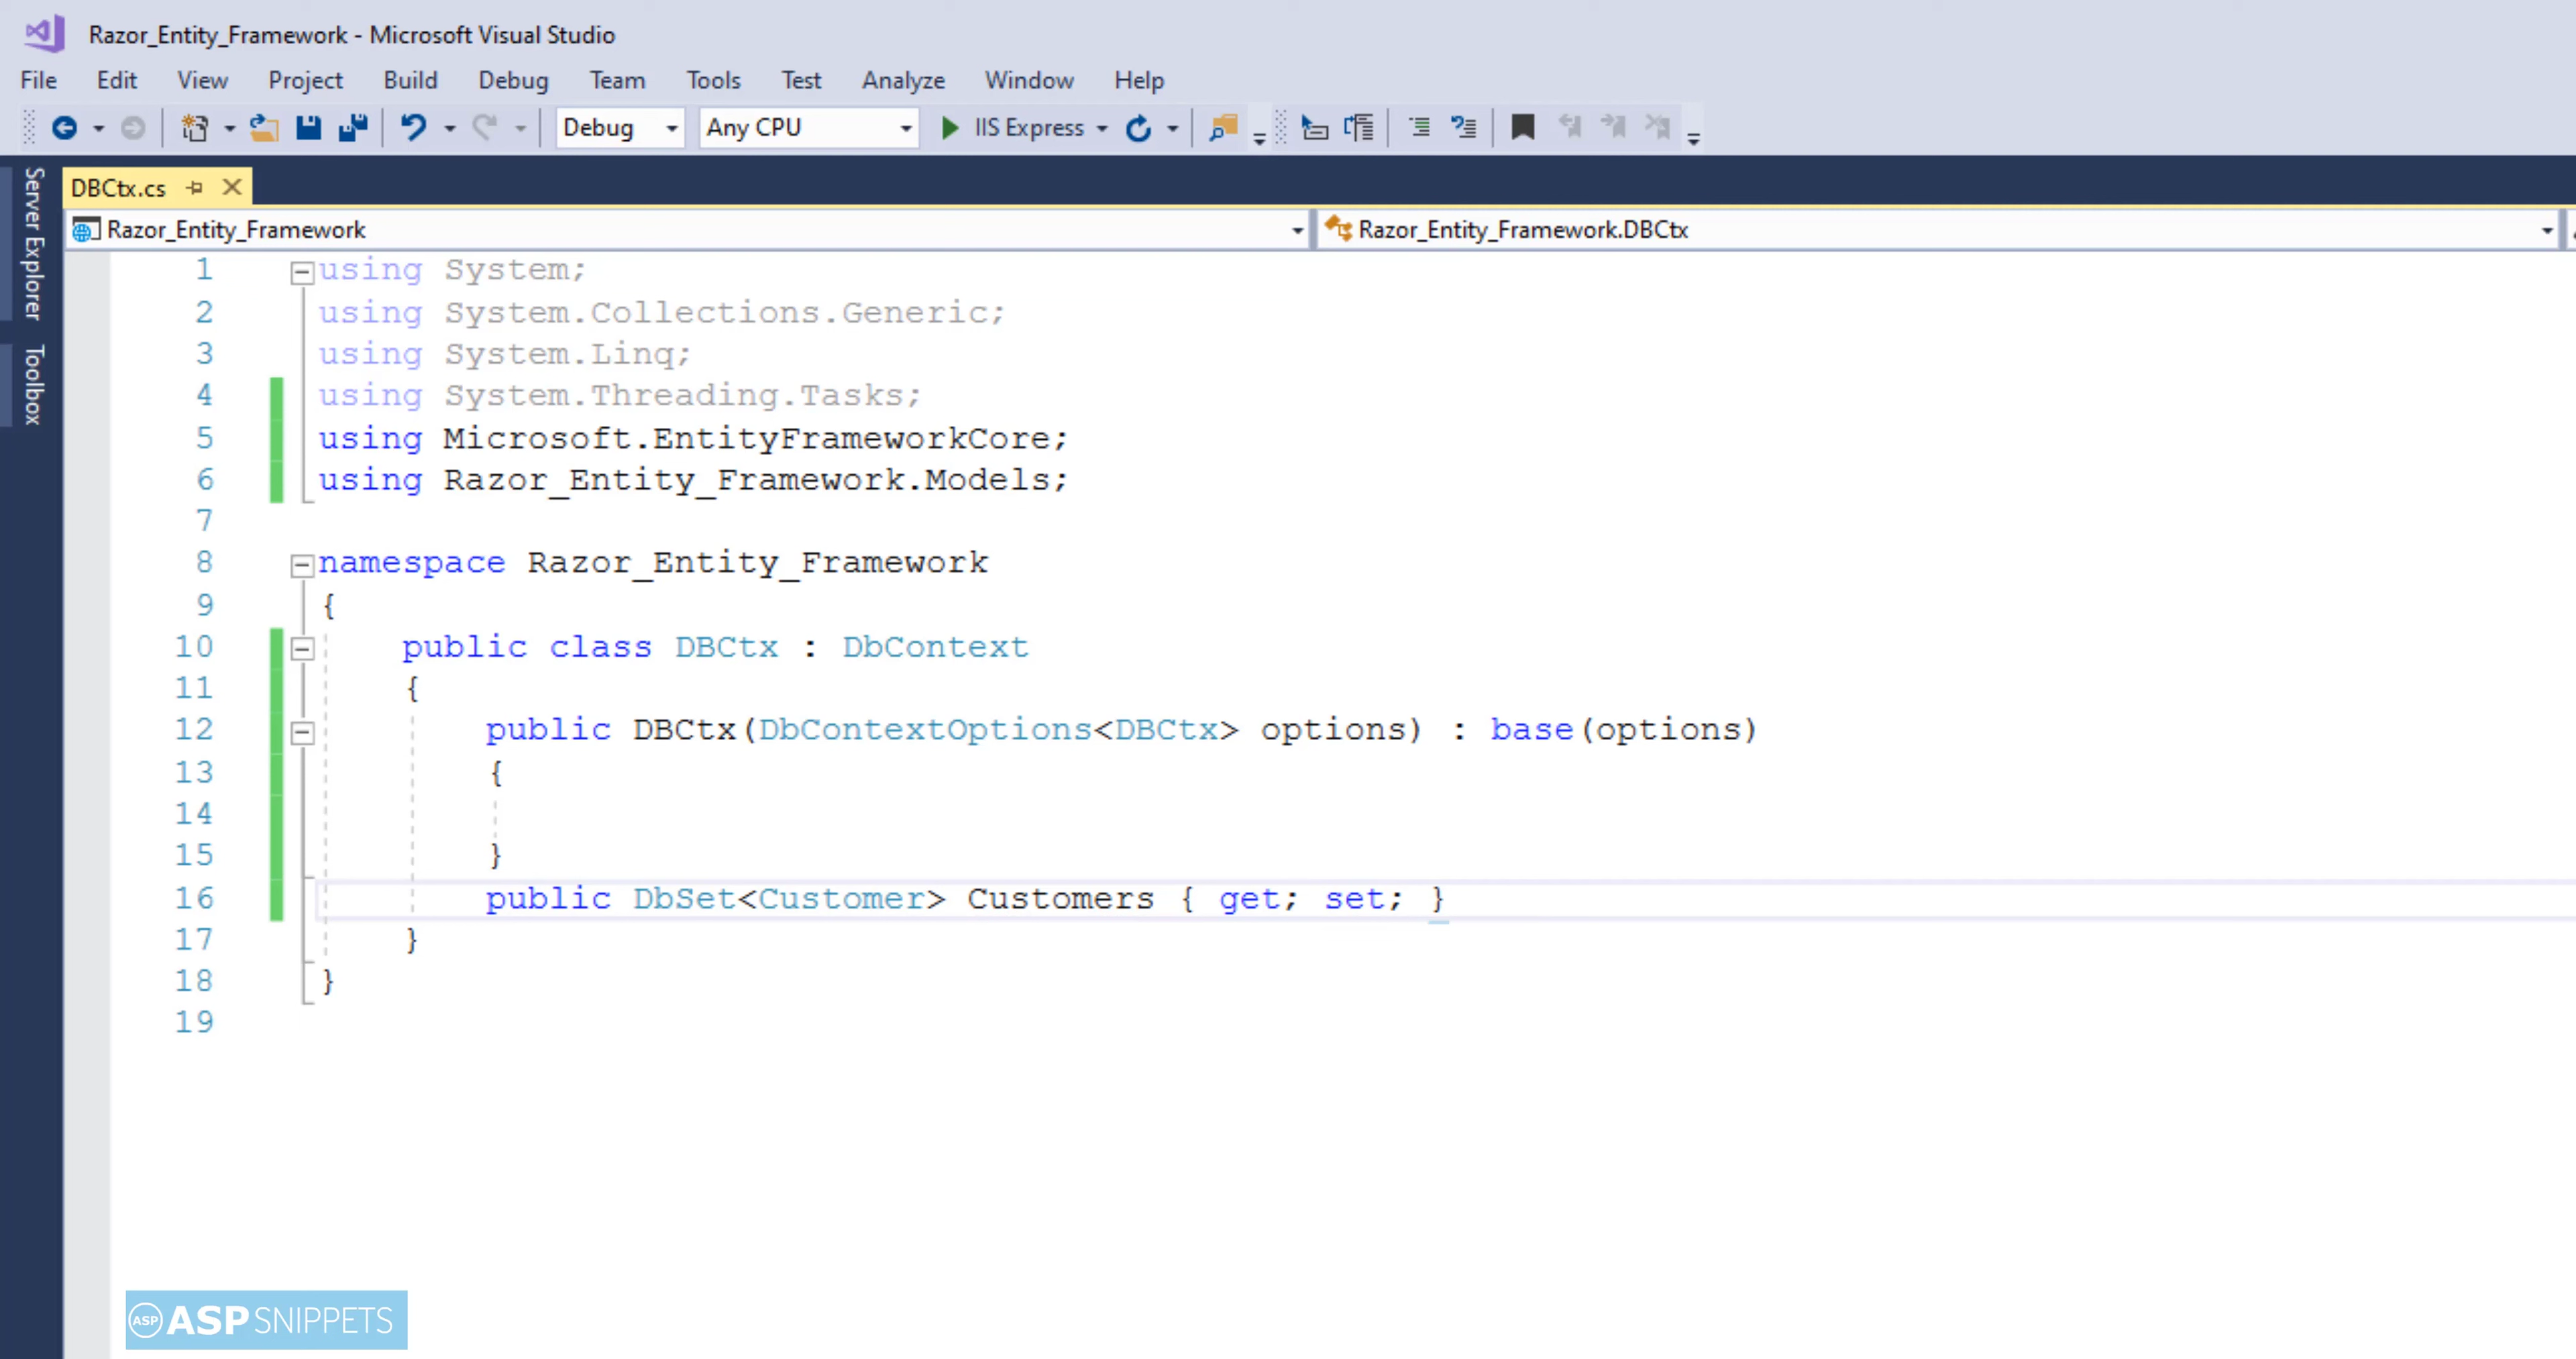 Razor_Entity_Framework - Microsoft Visual Studio
File Edit View Project Build Debug Team Tools Test Analyze Window Help
Debug Any CPU IIS Express
Server Explorer
Toolbox
DBCtx.cs
Razor_Entity_Framework Razor_Entity_Framework.DBCtx
1 using System;
2 using System.Collections.Generic;
3 using System.Linq;
4 using System.Threading.Tasks;
5 using Microsoft.EntityFrameworkCore;
6 using Razor_Entity_Framework.Models;
7
8 namespace Razor_Entity_Framework
9 {
10 public class DBCtx : DbContext
11 {
12 public DBCtx(DbContextOptions<DBCtx> options) : base(options)
13 {
14
15 }
16 public DbSet<Customer> Customers { get; set; }
17 }
18 }
19
ASP ASPSNIPPETS